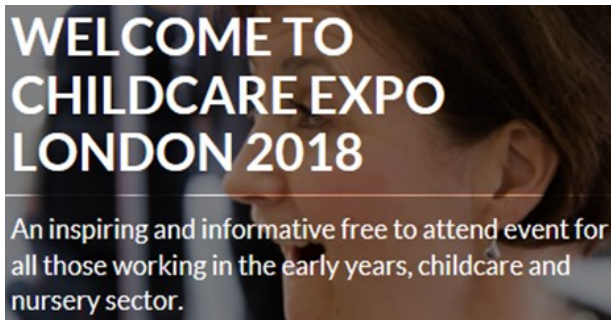 WELCOME TO
CHILDCARE EXPO
LONDON 2018
An inspiring and informative free to attend event for
all those working in the early years, childcare and
nursery sector.